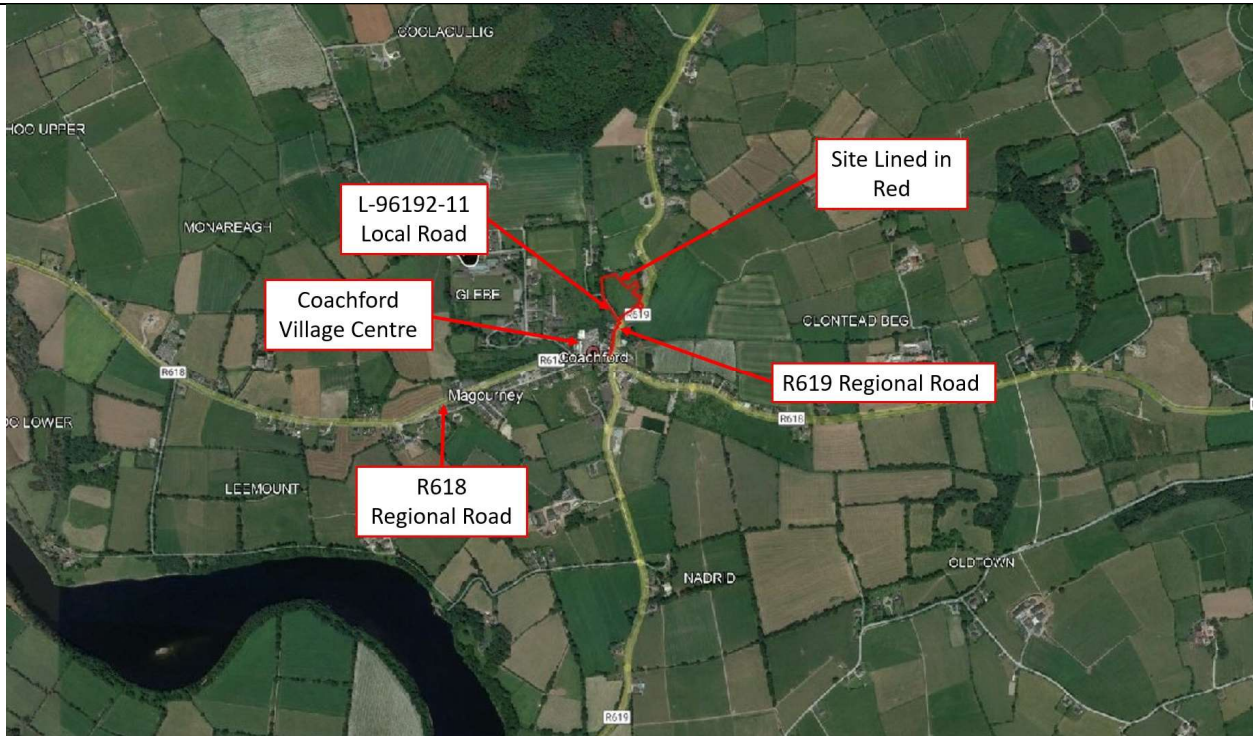 COOLACULLIG
HOO UPPER
Site Lined in
Red
L-96192-11
Local Road
MONAREAGH
Coachford
Village Centre
GLEBE
R619
CLONTEAD BEG
R618
Coachford
R618
R619 Regional Road
Magourney
R618
OO LOWER
R618
Regional Road
LEEMOUNT
OLDTOWN
NADRID
R619